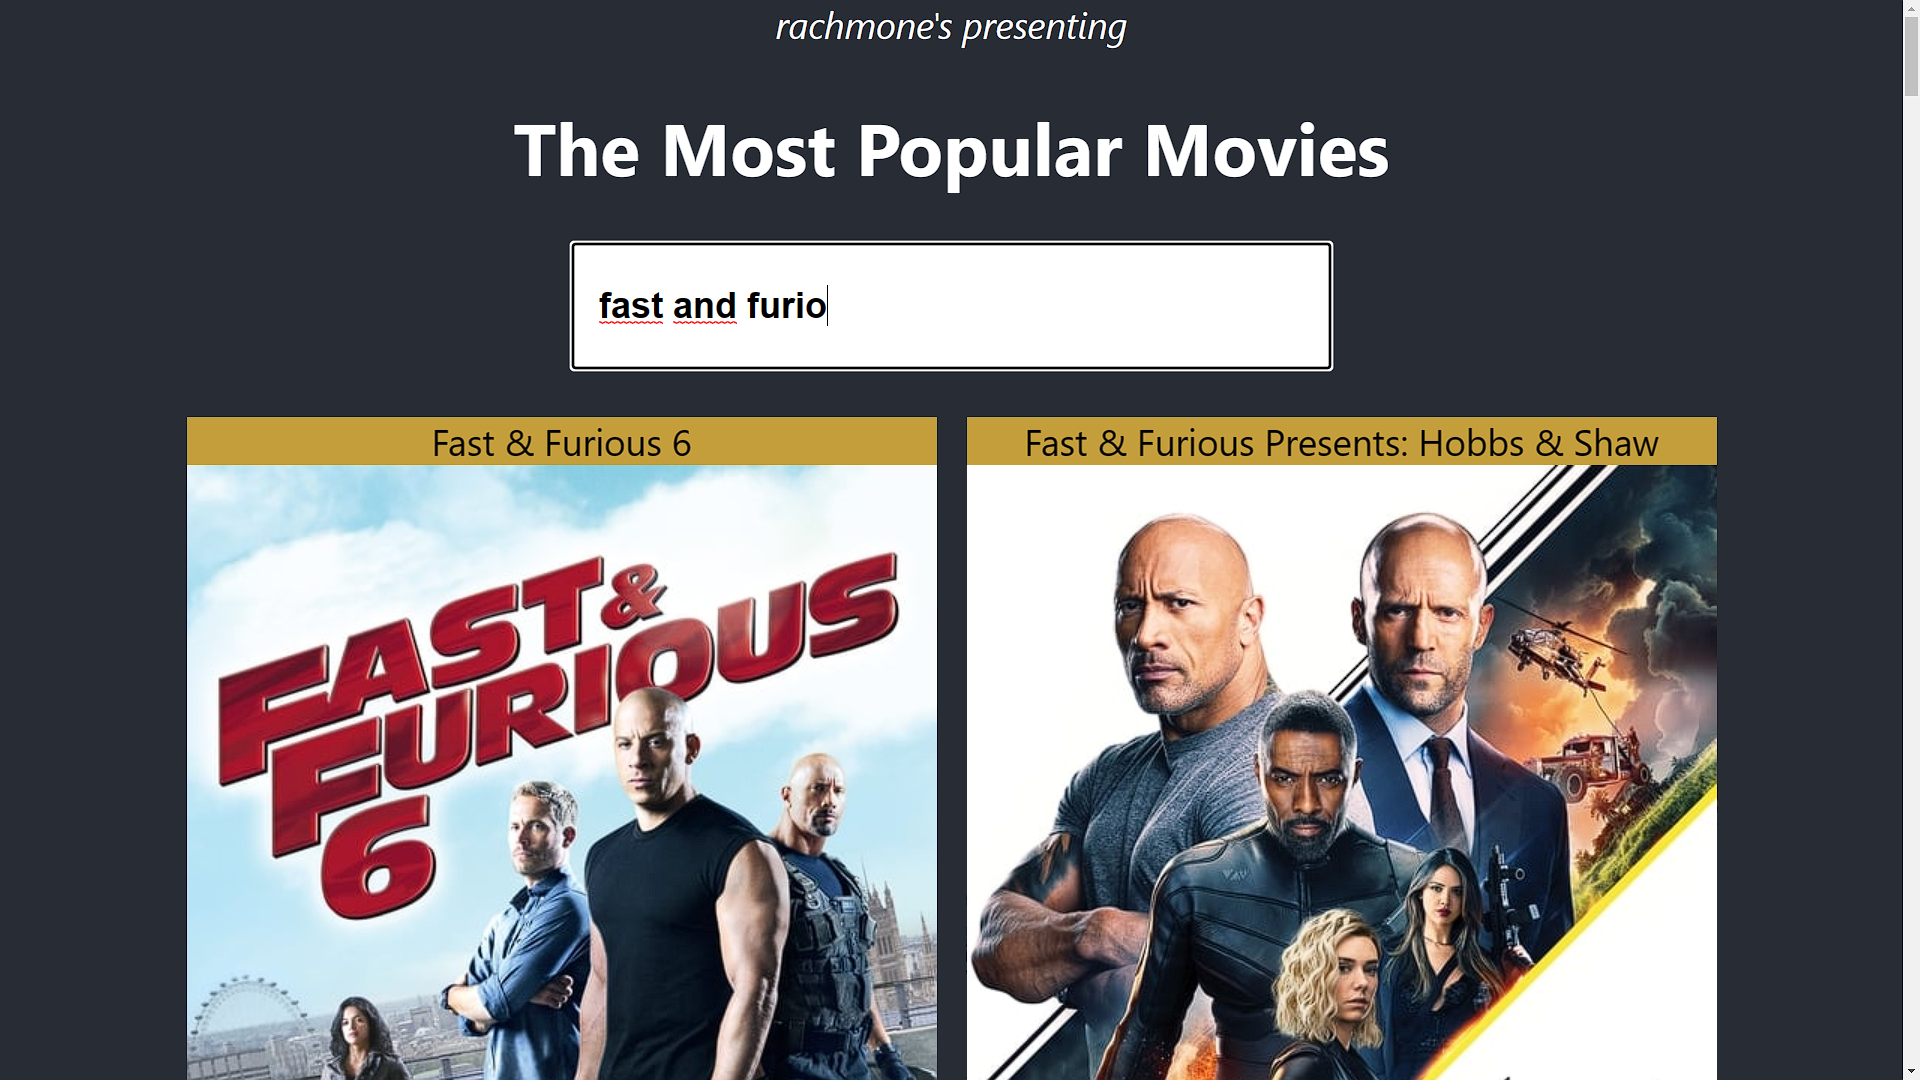 rachmone's presenting
The Most Popular Movies
fast and furio
Fast & Furious 6
Fast & Furious Presents: Hobbs & Shaw
FAST &
FURIOUS
6